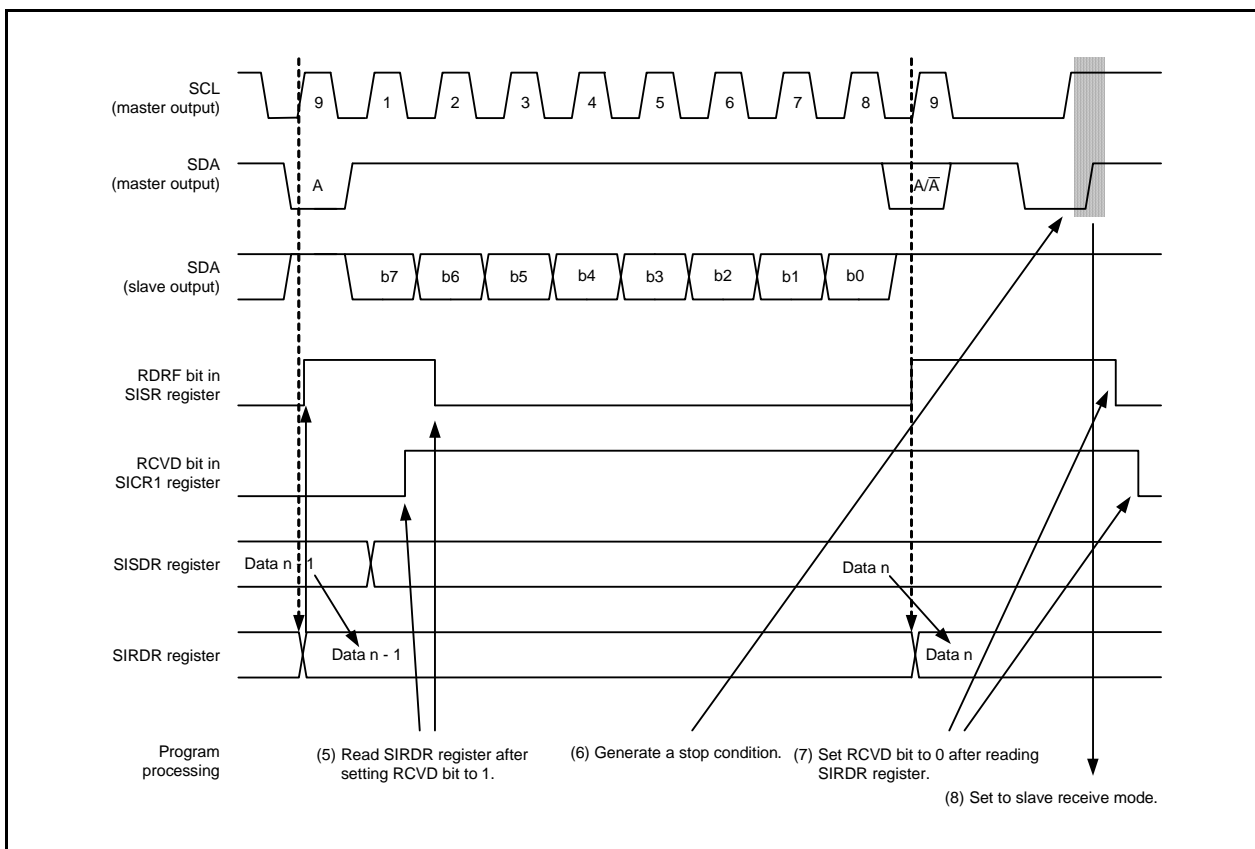 SCL
(master output)
9 1 2 3 4 5 6 7 8 9
SDA
(master output)
A A/A̅
SDA
(slave output)
b7 b6 b5 b4 b3 b2 b1 b0
RDRF bit in
SISR register
RCVD bit in
SICR1 register
SISDR register
Data n - 1 Data n
SIRDR register
Data n - 1 Data n
Program
processing
(5) Read SIRDR register after
setting RCVD bit to 1.
(6) Generate a stop condition.
(7) Set RCVD bit to 0 after reading
SIRDR register.
(8) Set to slave receive mode.